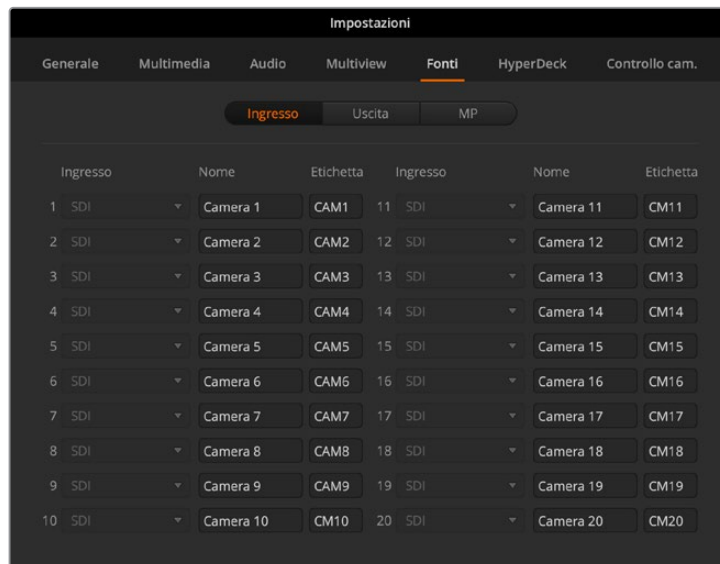 Impostazioni
Generale Multimedia Audio Multiview Fonti HyperDeck Controllo cam.
Ingresso Uscita MP
Ingresso Nome Etichetta Ingresso Nome Etichetta
1 SDI Camera 1 CAM1 11 SDI Camera 11 CM11
2 SDI Camera 2 CAM2 12 SDI Camera 12 CM12
3 SDI Camera 3 CAM3 13 SDI Camera 13 CM13
4 SDI Camera 4 CAM4 14 SDI Camera 14 CM14
5 SDI Camera 5 CAM5 15 SDI Camera 15 CM15
6 SDI Camera 6 CAM6 16 SDI Camera 16 CM16
7 SDI Camera 7 CAM7 17 SDI Camera 17 CM17
8 SDI Camera 8 CAM8 18 SDI Camera 18 CM18
9 SDI Camera 9 CAM9 19 SDI Camera 19 CM19
10 SDI Camera 10 CM10 20 SDI Camera 20 CM20